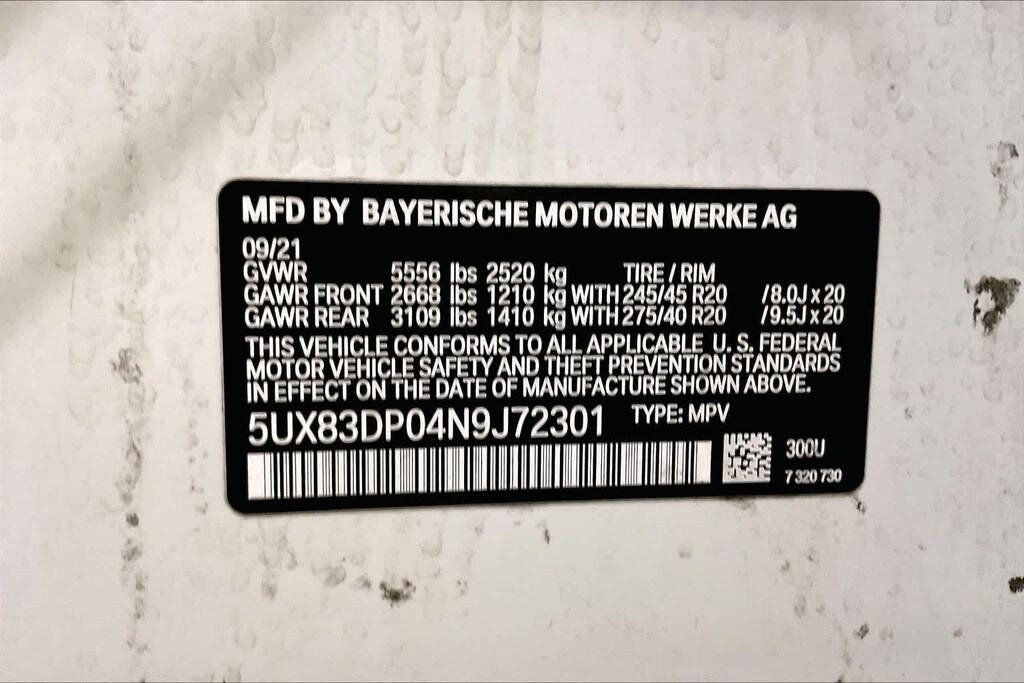 MFD BY BAYERISCHE MOTOREN WERKE AG
09/21
GVWR 5556 lbs 2520 kg TIRE / RIM
GAWR FRONT 2668 lbs 1210 kg WITH 245/45 R20 /8.0J x 20
GAWR REAR 3109 lbs 1410 kg WITH 275/40 R20 /9.5J x 20
THIS VEHICLE CONFORMS TO ALL APPLICABLE U. S. FEDERAL
MOTOR VEHICLE SAFETY AND THEFT PREVENTION STANDARDS
IN EFFECT ON THE DATE OF MANUFACTURE SHOWN ABOVE.
5UX83DP04N9J72301 TYPE: MPV
300U
7 320 730